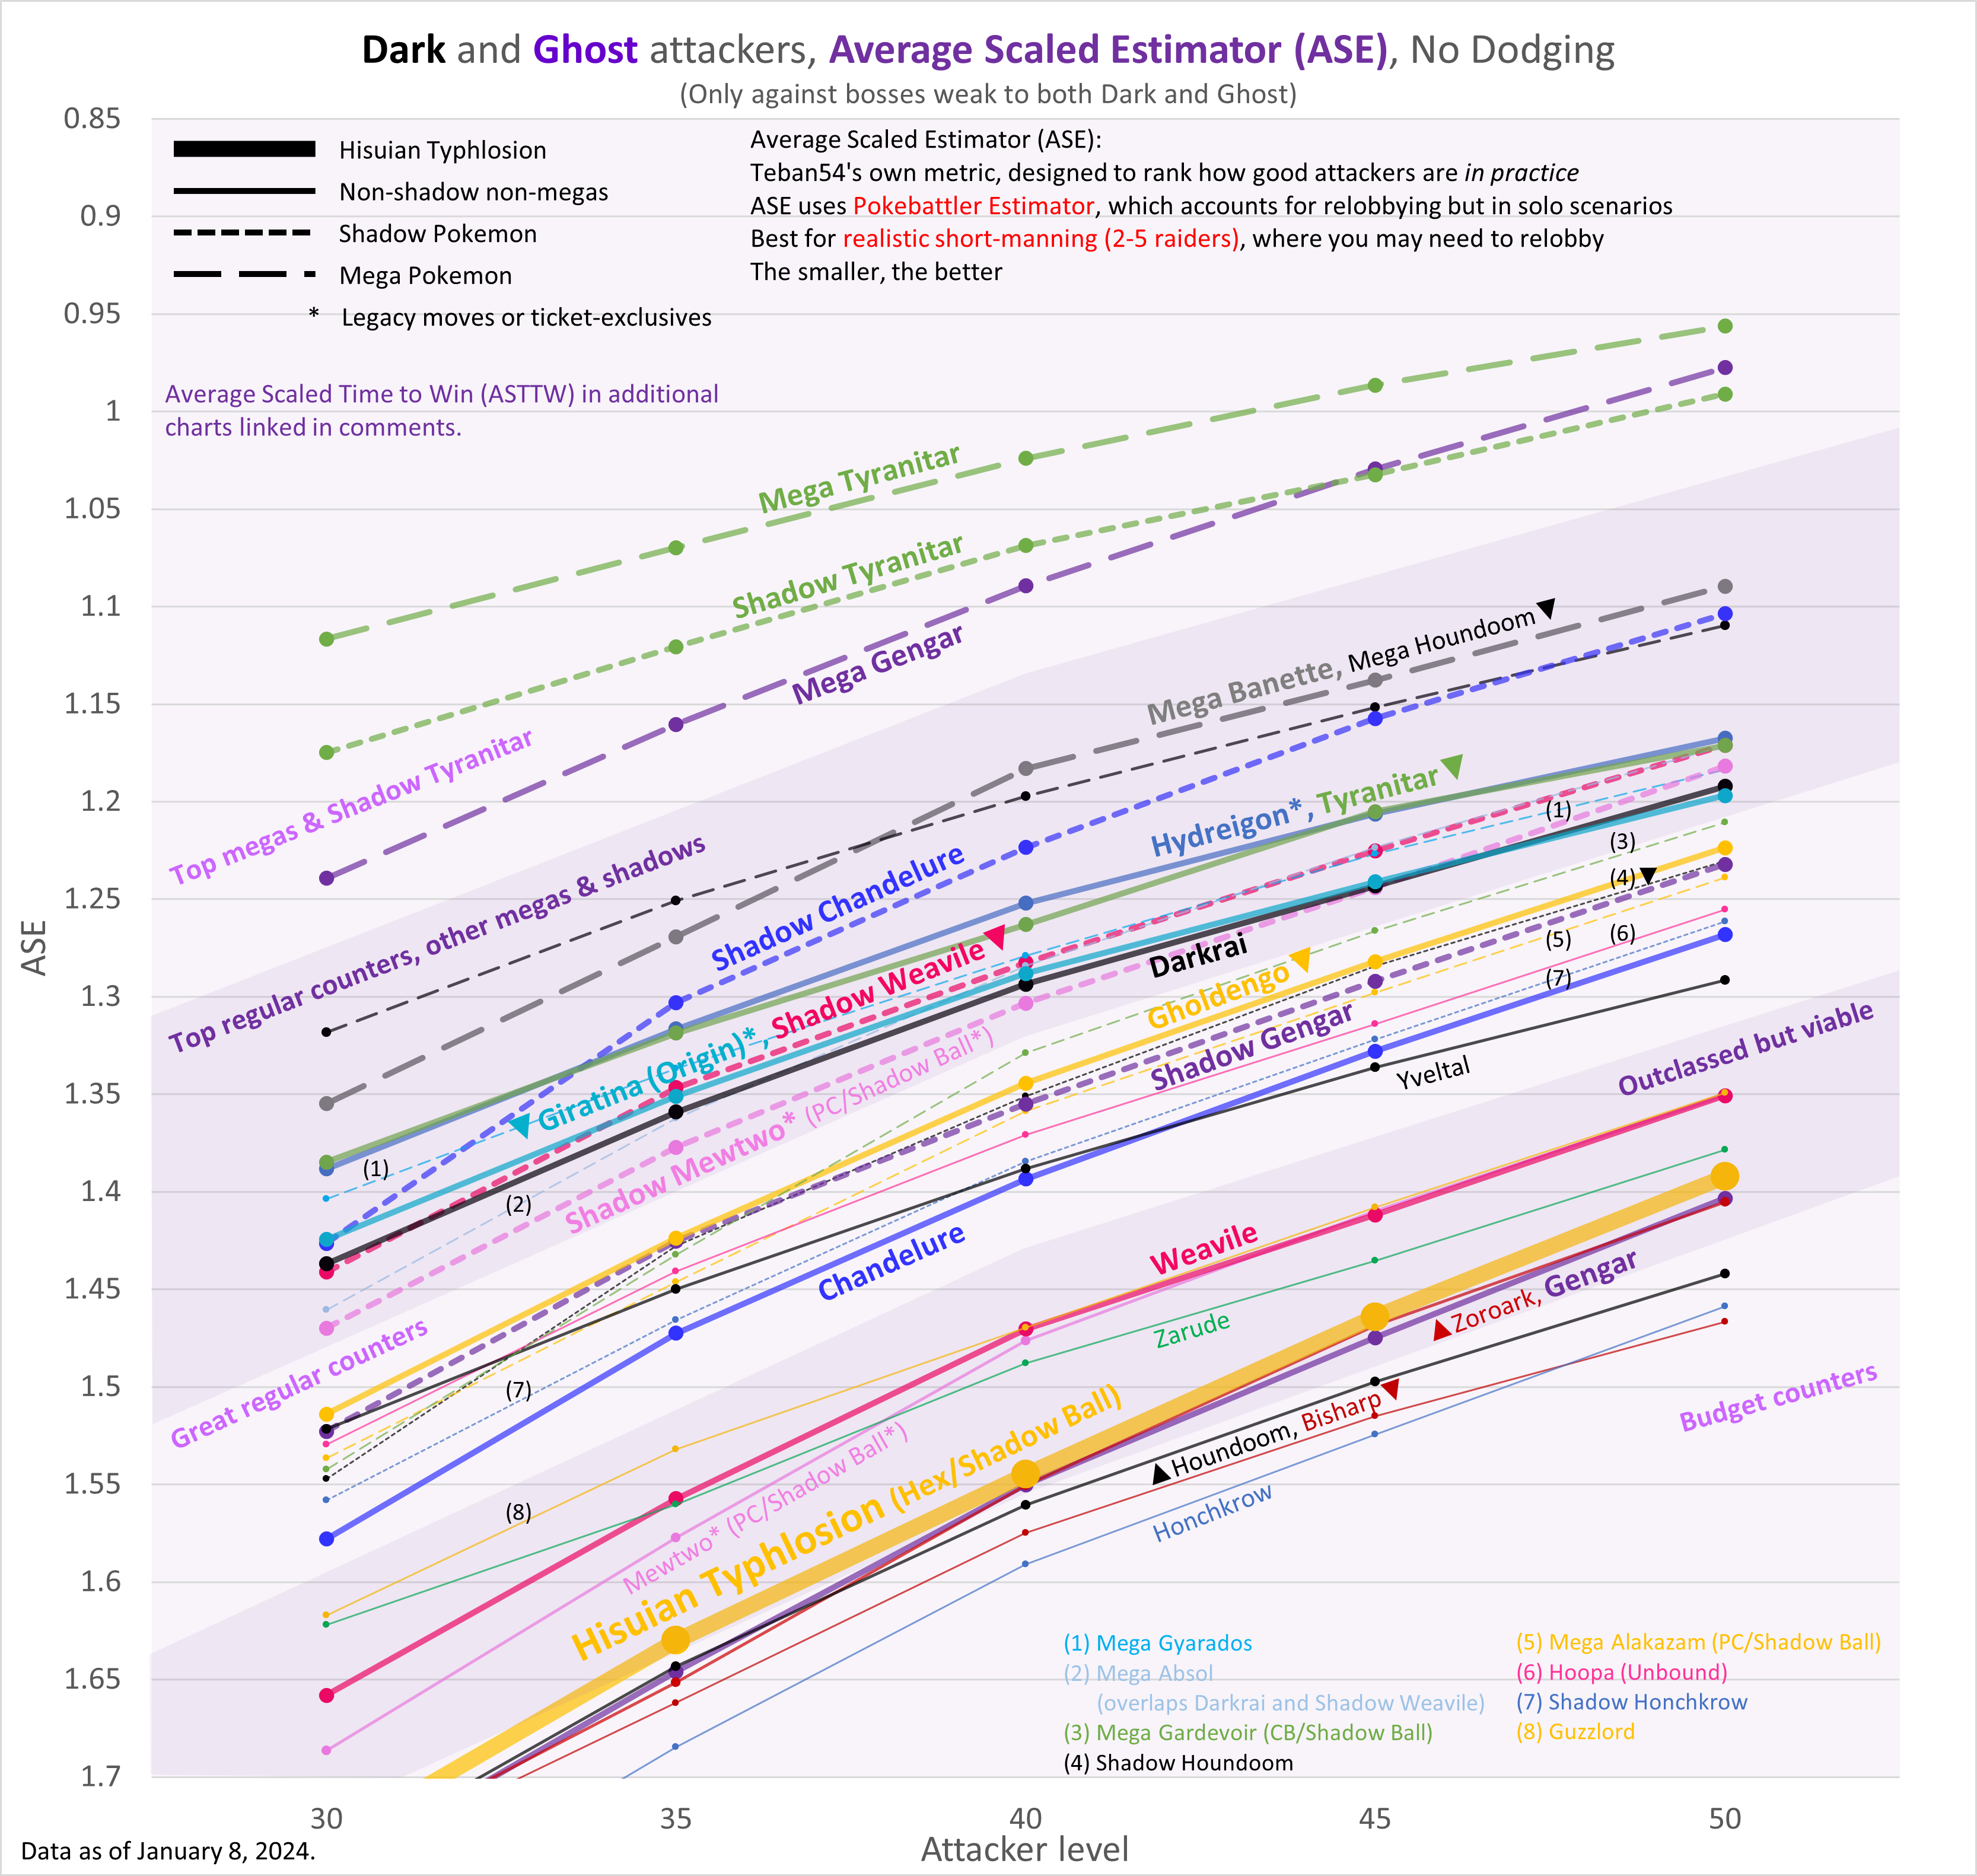 Dark and Ghost attackers, Average Scaled Estimator (ASE), No Dodging
(Only against bosses weak to both Dark and Ghost)
Hisuian Typhlosion
Non-shadow non-megas
Shadow Pokemon
Mega Pokemon
* Legacy moves or ticket-exclusives
Average Scaled Estimator (ASE):
Teban54's own metric, designed to rank how good attackers are in practice
ASE uses Pokebattler Estimator, which accounts for relobbying but in solo scenarios
Best for realistic short-manning (2-5 raiders), where you may need to relobby
The smaller, the better
Average Scaled Time to Win (ASTTW) in additional
charts linked in comments.
0.85
0.9
0.95
1
1.05
1.1
1.15
1.2
1.25
1.3
1.35
1.4
1.45
1.5
1.55
1.6
1.65
1.7
ASE
Mega Tyranitar
Shadow Tyranitar
Mega Gengar
Top megas & Shadow Tyranitar
Mega Banette, Mega Houndoom▼
Top regular counters, other megas & shadows
Shadow Chandelure
Hydreigon*, Tyranitar▼
(1)
(3)
(4)▼
(5)
(6)
(7)
Darkrai
▼Giratina (Origin)*, Shadow Weavile▼
Gholdengo▼
Shadow Mewtwo* (PC/Shadow Ball*)
Shadow Gengar
Yveltal
Outclassed but viable
(1)
(2)
Great regular counters
(7)
Chandelure
Weavile
Zarude
▲Zoroark, Gengar
(8)
Mewtwo* (PC/Shadow Ball*)
Hisuian Typhlosion (Hex/Shadow Ball)
▲Houndoom, Bisharp▼
Honchkrow
Budget counters
(1) Mega Gyarados
(2) Mega Absol
(overlaps Darkrai and Shadow Weavile)
(3) Mega Gardevoir (CB/Shadow Ball)
(4) Shadow Houndoom
(5) Mega Alakazam (PC/Shadow Ball)
(6) Hoopa (Unbound)
(7) Shadow Honchkrow
(8) Guzzlord
30
35
40
45
50
Attacker level
Data as of January 8, 2024.